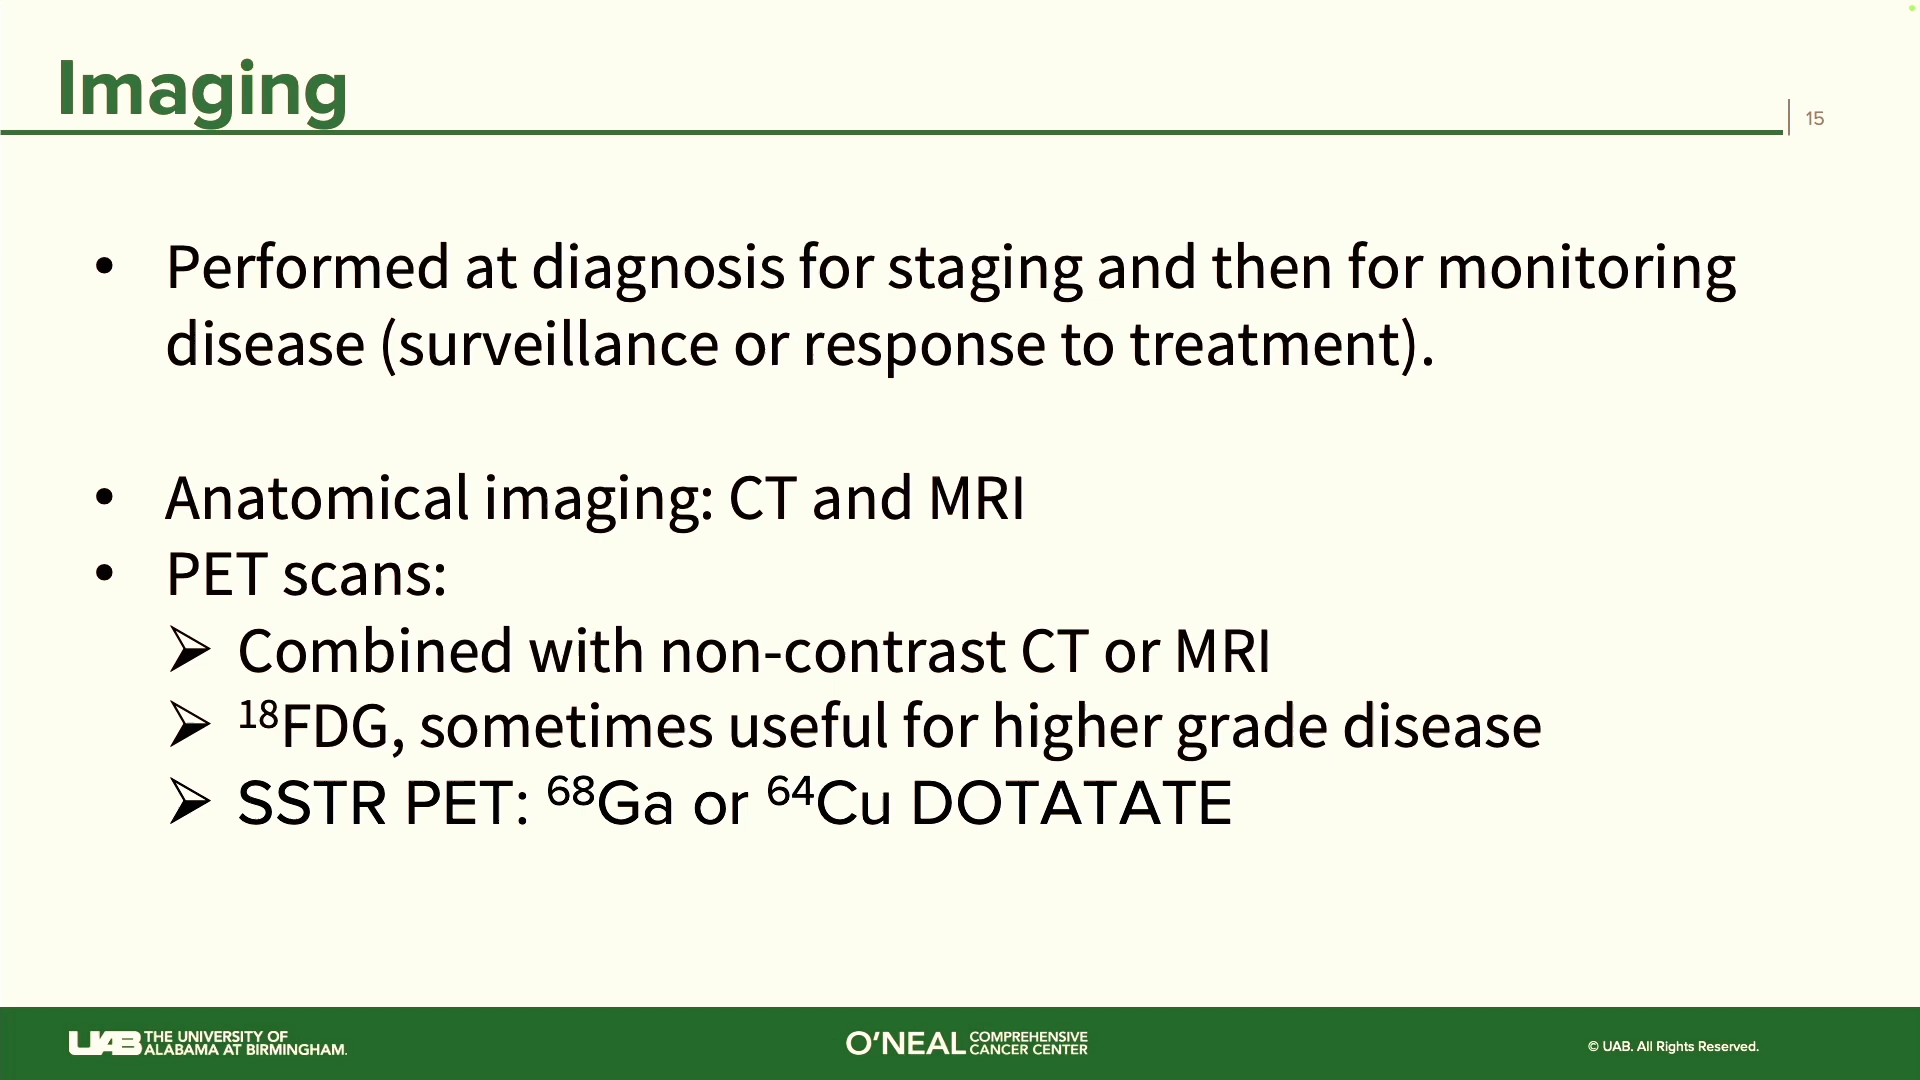 Imaging
15
• Performed at diagnosis for staging and then for monitoring
disease (surveillance or response to treatment).
• Anatomical imaging: CT and MRI
• PET scans:
➢ Combined with non-contrast CT or MRI
➢ ¹⁸FDG, sometimes useful for higher grade disease
➢ SSTR PET: ⁶⁸Ga or ⁶⁴Cu DOTATATE
UAB THE UNIVERSITY OF
ALABAMA AT BIRMINGHAM.
O’NEAL COMPREHENSIVE
CANCER CENTER
© UAB. All Rights Reserved.